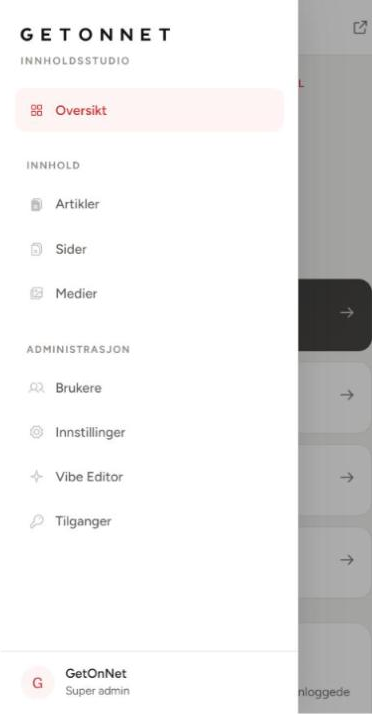 GETONNET
INNHOLDSSTUDIO
L
Oversikt
INNHOLD
Artikler
Sider
Medier
ADMINISTRASJON
Brukere
Innstillinger
Vibe Editor
Tilganger
G
GetOnNet
Super admin
nloggede